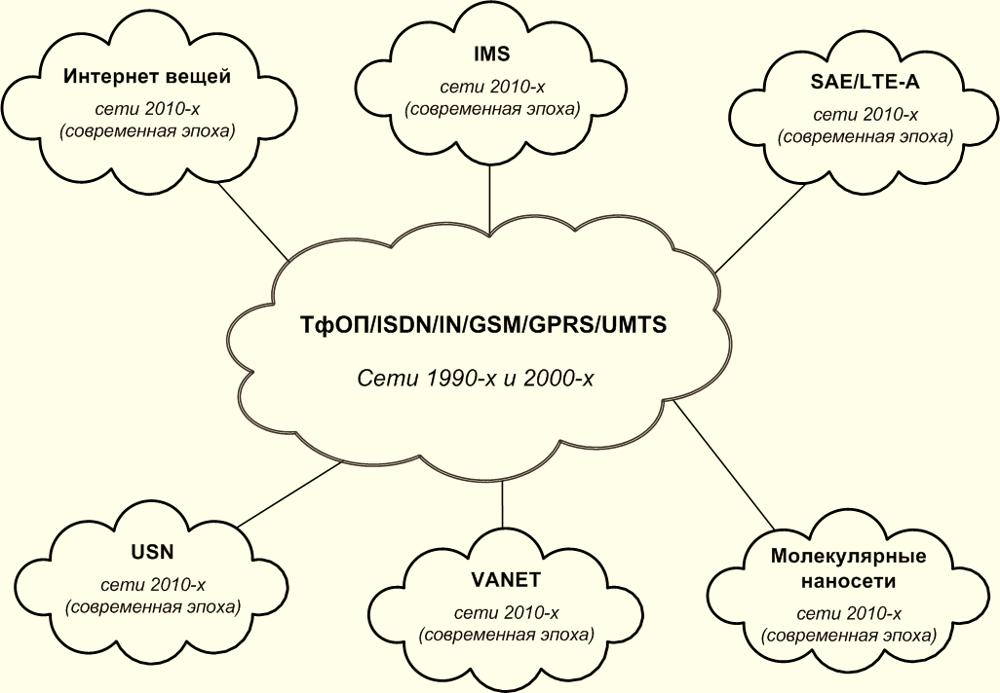 Интернет вещей
сети 2010-х
(современная эпоха)
IMS
сети 2010-х
(современная эпоха)
SAE/LTE-A
сети 2010-х
(современная эпоха)
ТфОП/ISDN/IN/GSM/GPRS/UMTS
Сети 1990-х и 2000-х
USN
сети 2010-х
(современная эпоха)
VANET
сети 2010-х
(современная эпоха)
Молекулярные
наносети
сети 2010-х
(современная эпоха)